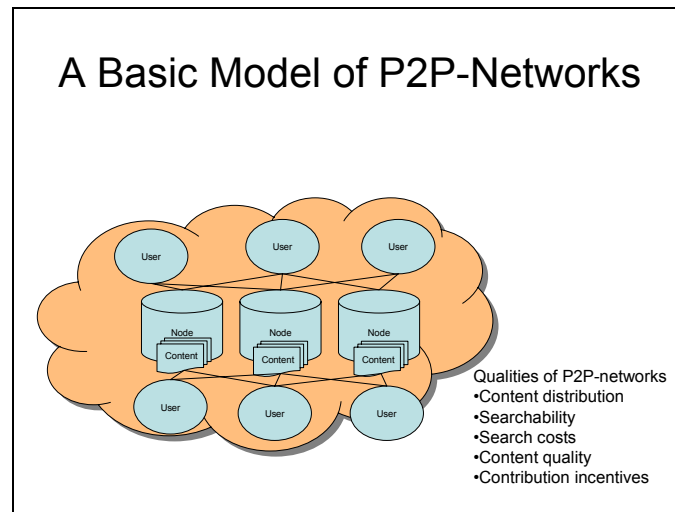 A Basic Model of P2P-Networks
User
User
User
Node
Node
Node
Content
Content
Content
User
User
User
Qualities of P2P-networks
•Content distribution
•Searchability
•Search costs
•Content quality
•Contribution incentives